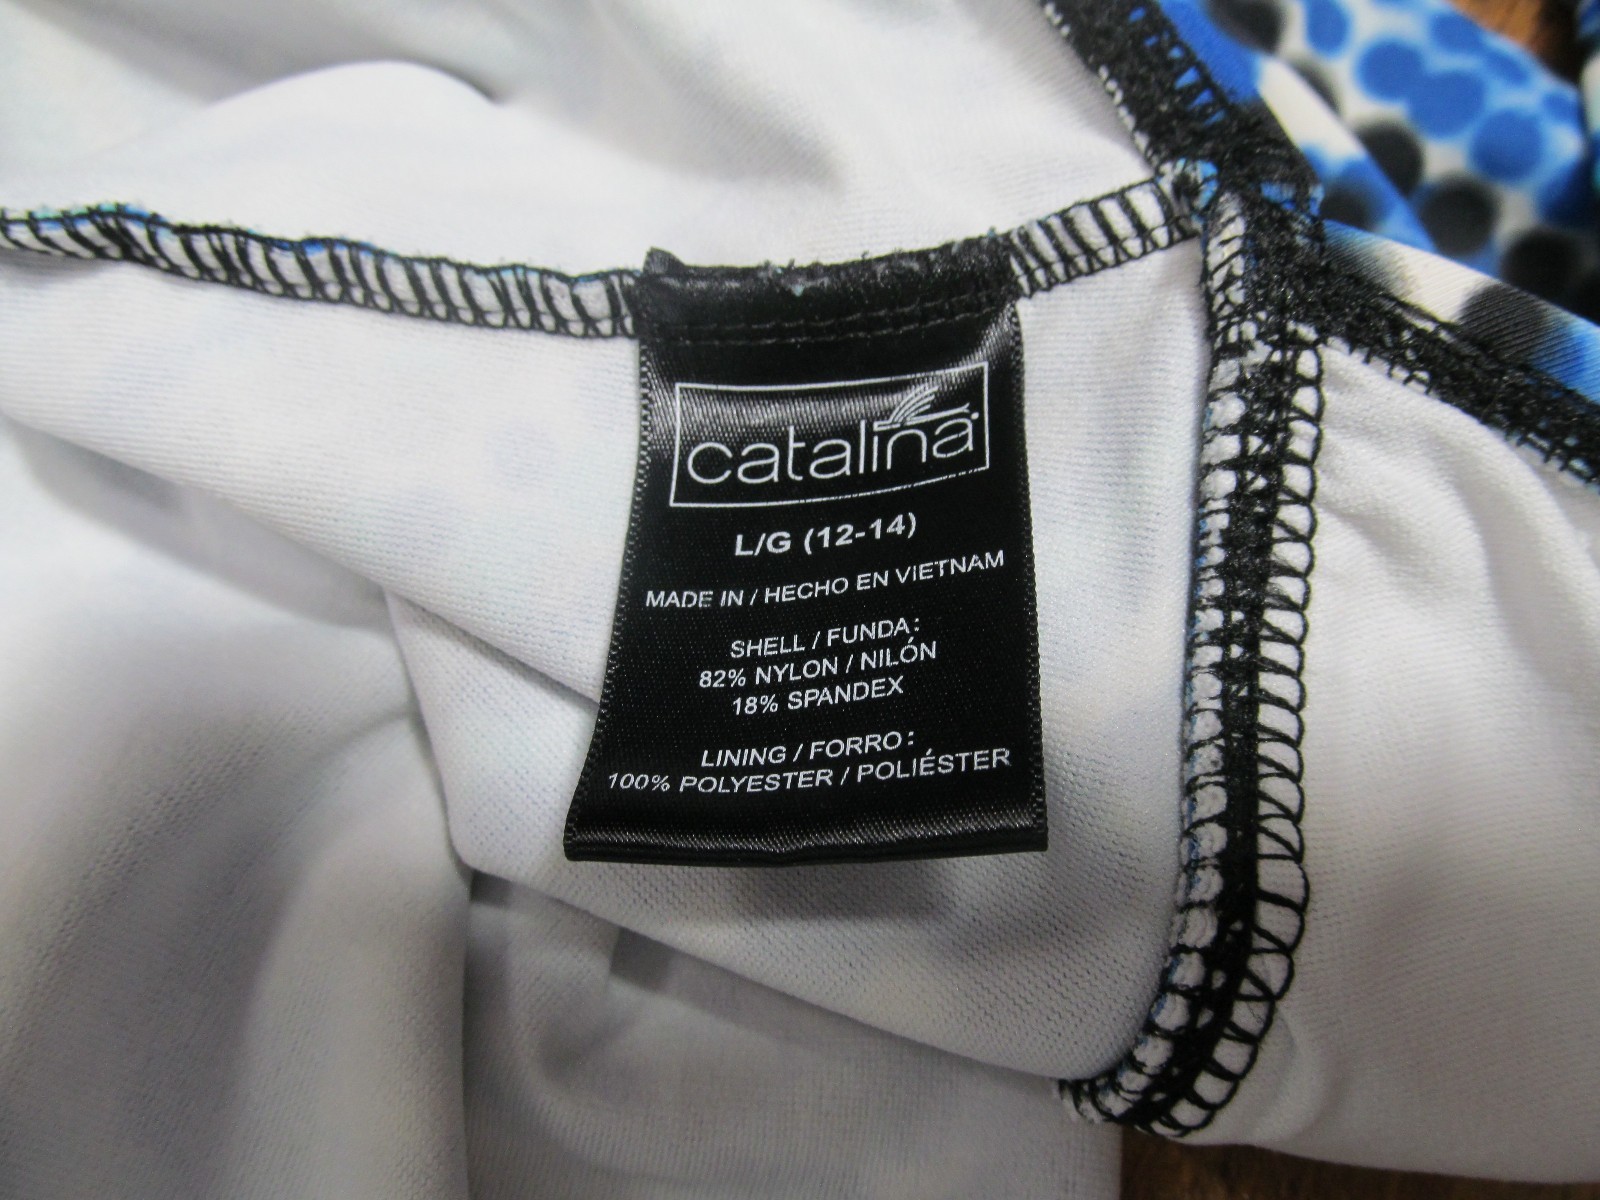 catalina
L/G (12-14)
MADE IN / HECHO EN VIETNAM
SHELL / FUNDA:
82% NYLON / NILÓN
18% SPANDEX
LINING / FORRO:
100% POLYESTER / POLIÉSTER